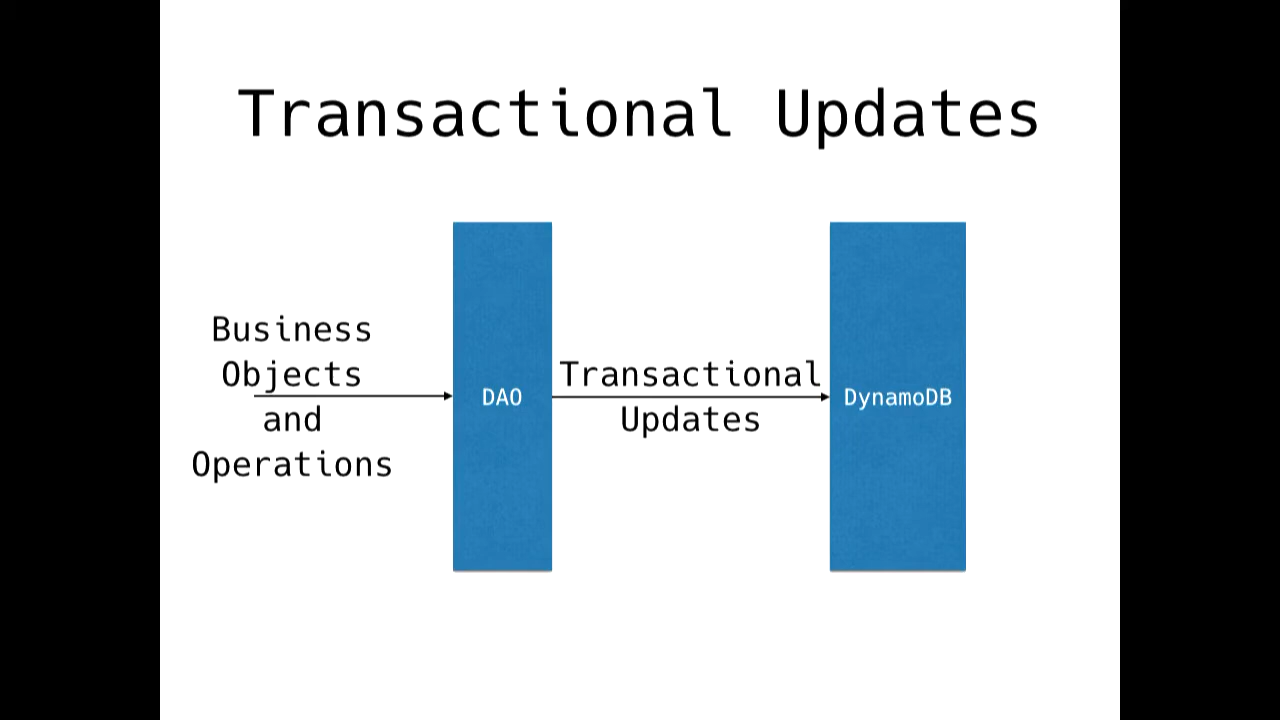 Transactional Updates
Business
Objects
and
Operations
DAO
Transactional
Updates
DynamoDB